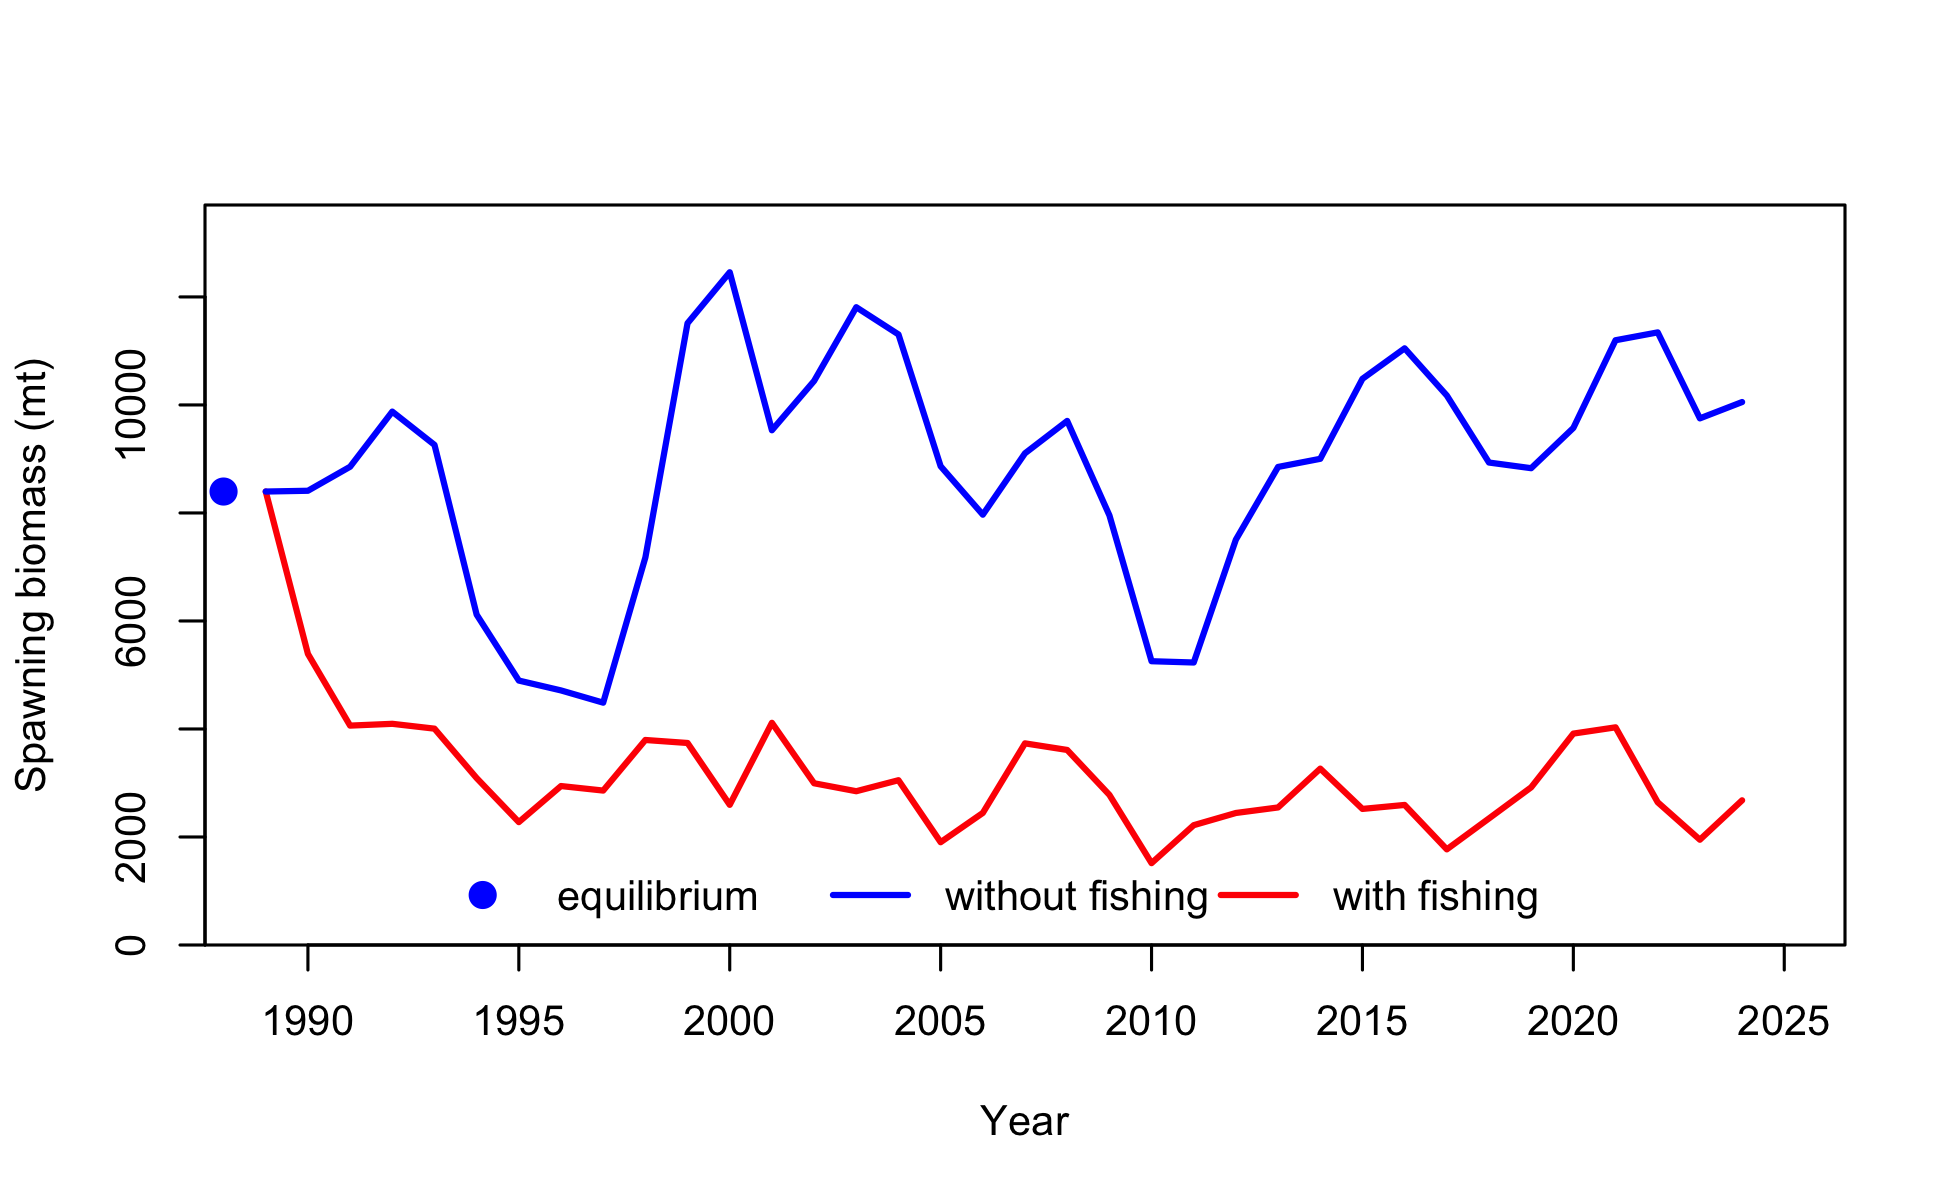 Spawning biomass (mt)
10000
6000
2000
0
equilibrium without fishing with fishing
1990 1995 2000 2005 2010 2015 2020 2025
Year